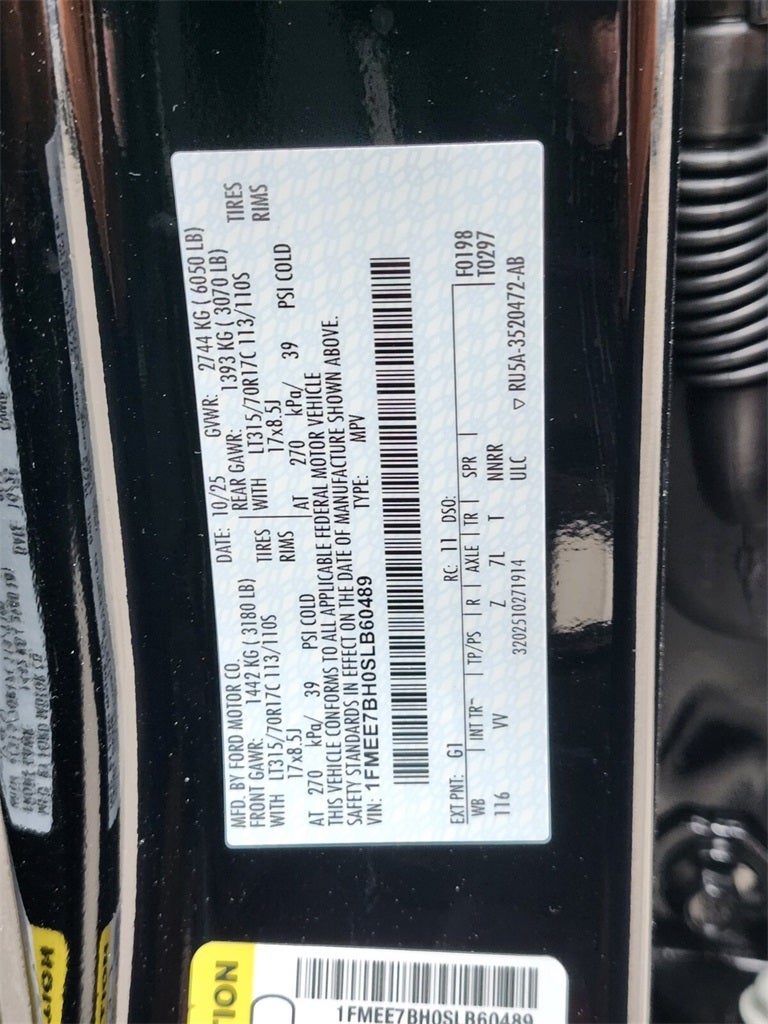 MFD. BY FORD MOTOR CO.
DATE: 10/25 GVWR: 2744 KG ( 6050 LB)
FRONT GAWR: 1442 KG ( 3180 LB)
REAR GAWR: 1393 KG ( 3070 LB)
WITH LT315/70R17C 113/110S TIRES
WITH LT315/70R17C 113/110S TIRES
17x8.5J RIMS
17x8.5J RIMS
AT 270 kPa/ 39 PSI COLD
AT 270 kPa/ 39 PSI COLD
THIS VEHICLE CONFORMS TO ALL APPLICABLE FEDERAL MOTOR VEHICLE
SAFETY STANDARDS IN EFFECT ON THE DATE OF MANUFACTURE SHOWN ABOVE.
VIN: 1FMEE7BH0SLB60489 TYPE: MPV
EXT PNT: G1 RC: 11 DSO: F0198
WB INT TR TP/PS R AXLE TR SPR T0297
116 W Z 7L T NNRR
3202510271914 ULC ▽ RU5A-3520472-AB
1FMEE7BH0SLB60489